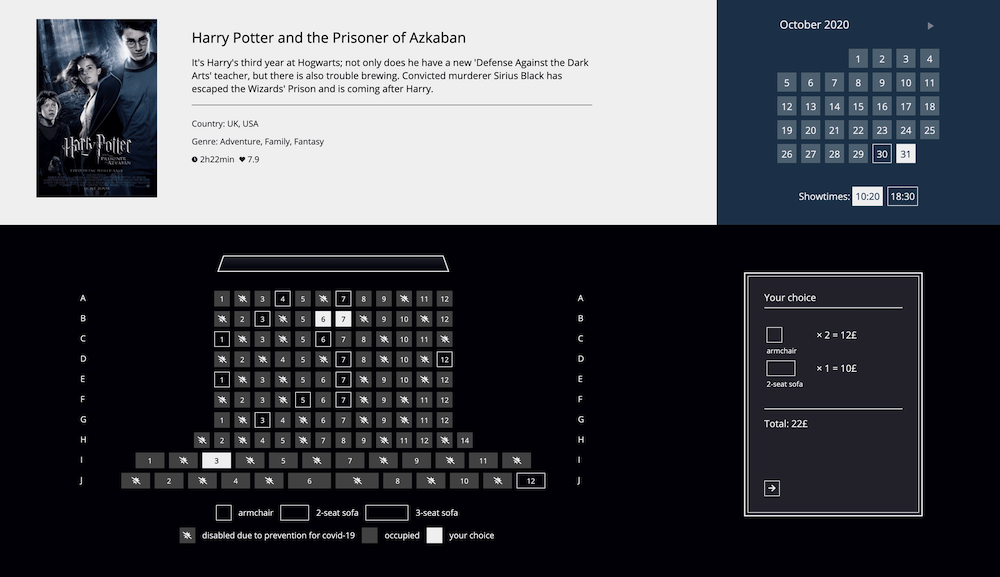 Harry Potter and the Prisoner of Azkaban
It's Harry's third year at Hogwarts; not only does he have a new 'Defense Against the Dark
Arts' teacher, but there is also trouble brewing. Convicted murderer Sirius Black has
escaped the Wizards' Prison and is coming after Harry.
Country: UK, USA
Genre: Adventure, Family, Fantasy
2h22min 7.9
Harry Potter
PRISONER OF
AZKABAN
October 2020
1 2 3 4
5 6 7 8 9 10 11
12 13 14 15 16 17 18
19 20 21 22 23 24 25
26 27 28 29 30 31
Showtimes: 10:20 18:30
A 1 3 4 5 7 8 9 11 12 A
B 2 3 5 6 7 9 10 12 B
C 1 3 5 6 8 10 11 C
D 2 4 6 7 9 10 12 D
E 1 3 5 6 7 9 10 12 E
F 2 3 5 7 9 11 12 F
G 1 3 4 6 7 9 11 12 G
H 2 4 5 7 8 9 11 12 14 H
I 1 3 5 7 9 11 I
J 2 4 6 8 10 12 J
armchair 2-seat sofa 3-seat sofa
disabled due to prevention for covid-19 occupied your choice
Your choice
× 2 = 12£
armchair
× 1 = 10£
2-seat sofa
Total: 22£